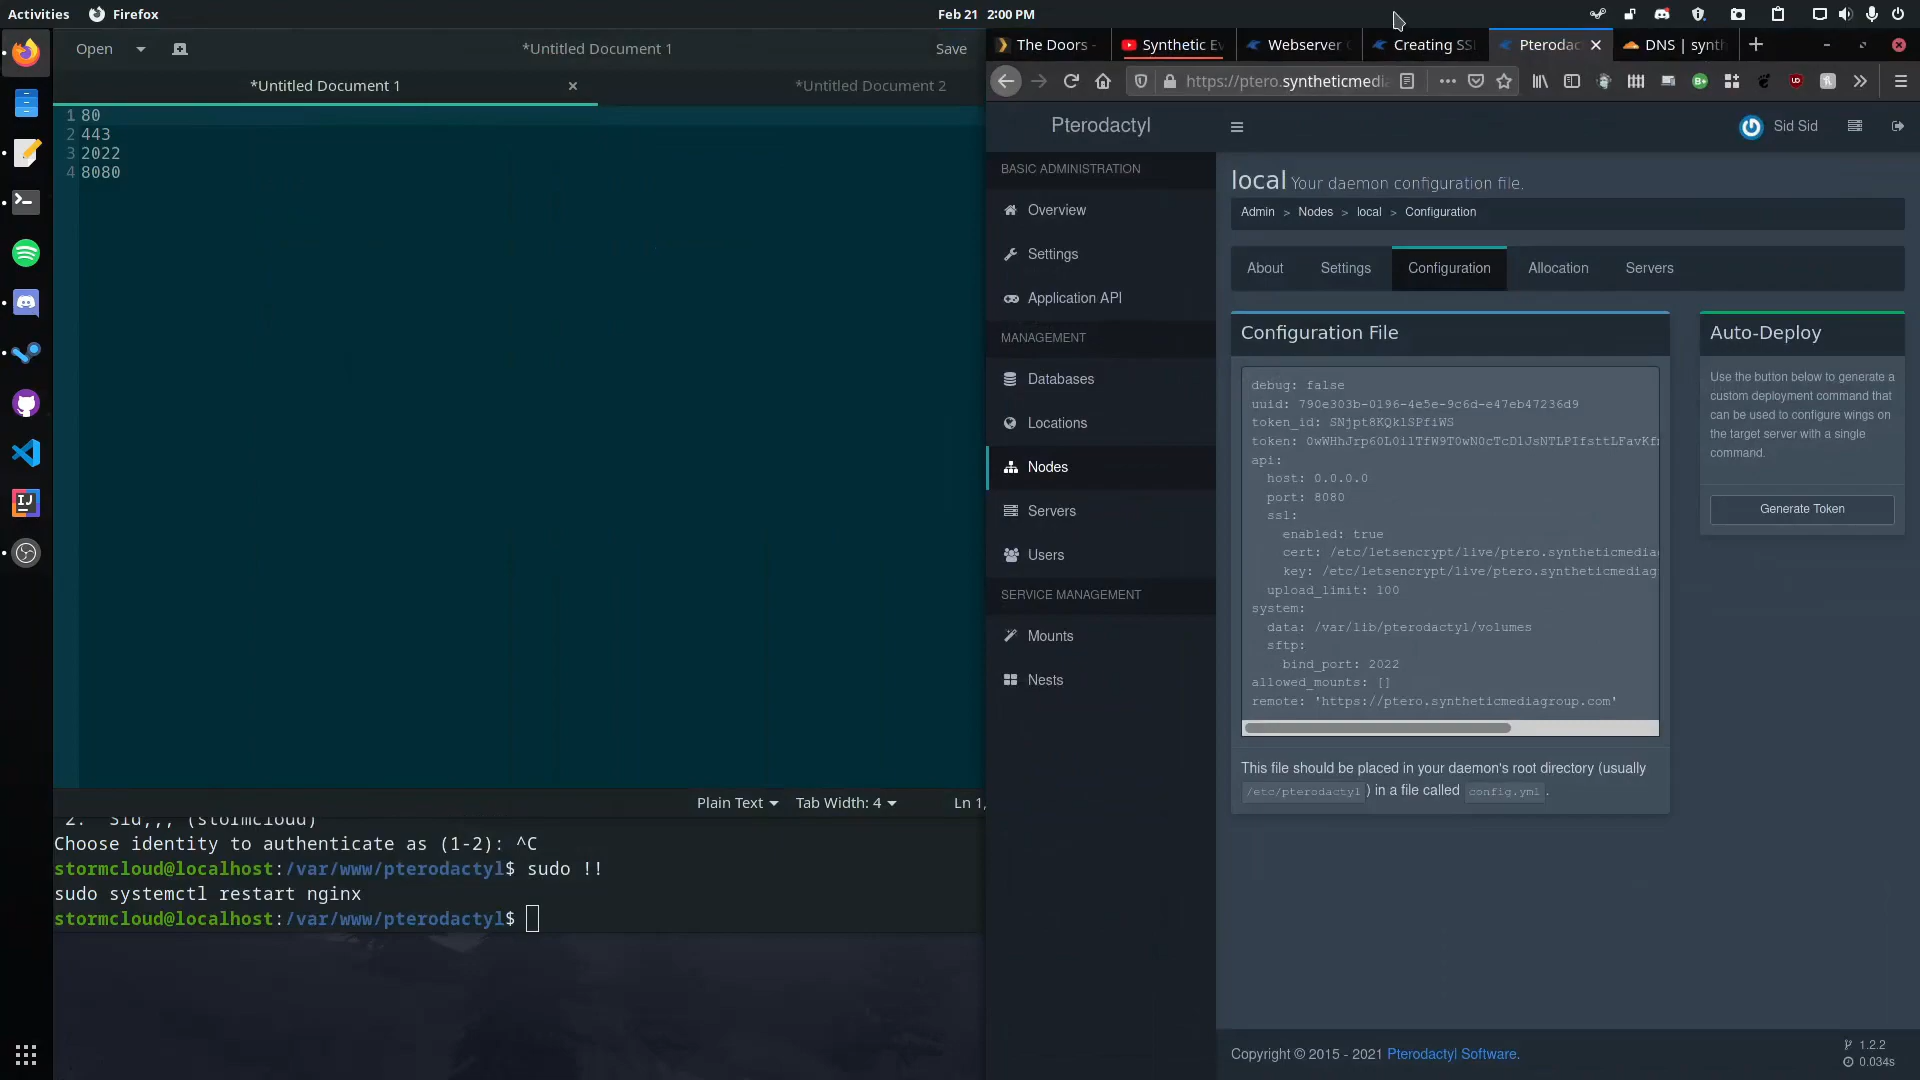 Activities
Firefox
Feb 21 2:00 PM
Open
*Untitled Document 1
Save
*Untitled Document 1
*Untitled Document 2
1 80
2 443
3 2022
4 8080
Plain Text
Tab Width: 4
Ln 1,
2. Sid,,, (stormcloud)
Choose identity to authenticate as (1-2): ^C
stormcloud@localhost:/var/www/pterodactyl$ sudo !!
sudo systemctl restart nginx
stormcloud@localhost:/var/www/pterodactyl$
The Doors -
Synthetic Ev
Webserver
Creating SS
Pterodac
DNS | synth
https://ptero.syntheticmedia
Pterodactyl
Sid Sid
BASIC ADMINISTRATION
Overview
Settings
Application API
MANAGEMENT
Databases
Locations
Nodes
Servers
Users
SERVICE MANAGEMENT
Mounts
Nests
local Your daemon configuration file.
Admin > Nodes > local > Configuration
About
Settings
Configuration
Allocation
Servers
Configuration File
debug: false
uuid: 790e303b-0196-4e5e-9c6d-e47eb47236d9
token_id:
token:
api:
host: 0.0.0.0
port: 8080
ssl:
enabled: true
cert: /etc/letsencrypt/live/ptero.syntheticmedia
key: /etc/letsencrypt/live/ptero.syntheticmediag
upload_limit: 100
system:
data: /var/lib/pterodactyl/volumes
sftp:
bind_port: 2022
allowed_mounts: []
remote: 'https://ptero.syntheticmediagroup.com'
This file should be placed in your daemon's root directory (usually
/etc/pterodactyl ) in a file called config.yml .
Auto-Deploy
Use the button below to generate a
custom deployment command that
can be used to configure wings on
the target server with a single
command.
Generate Token
Copyright © 2015 - 2021 Pterodactyl Software.
1.2.2
0.034s